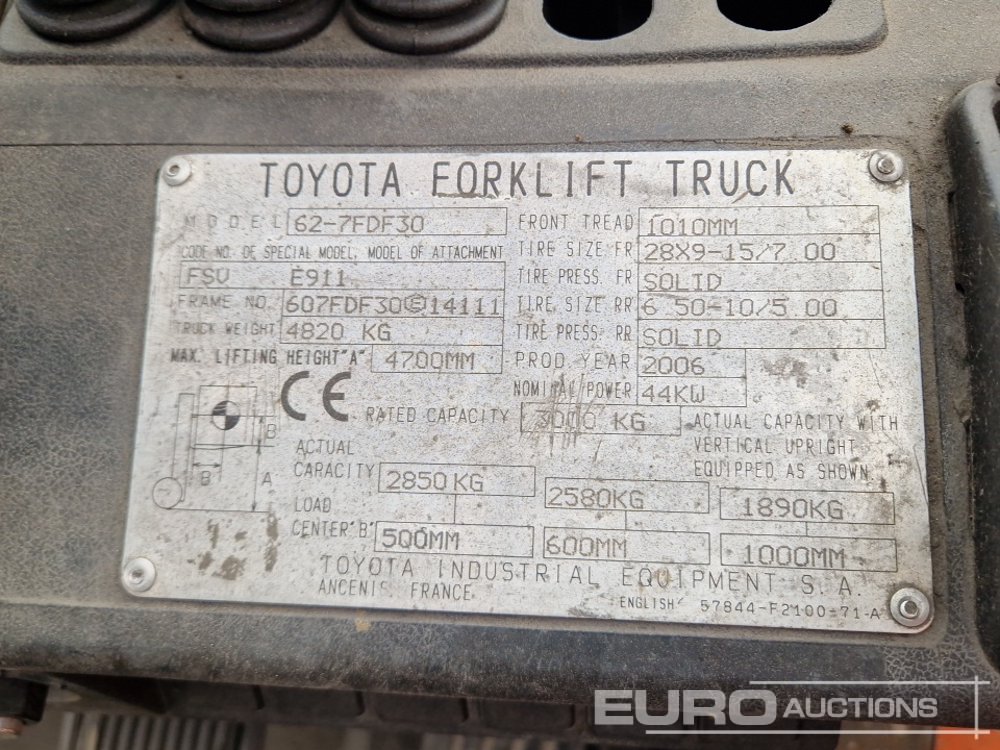 TOYOTA FORKLIFT TRUCK
MODEL 62-7FDF30
CODE NO. OF SPECIAL MODEL, MODEL OF ATTACHMENT
FSV E911
FRAME NO. 607FDF30Ⓔ14111
TRUCK WEIGHT 4820 KG
MAX. LIFTING HEIGHT"A" 4700MM
FRONT TREAD 1010MM
TIRE SIZE, FR 28X9-15/7 00
TIRE PRESS. FR SOLID
TIRE SIZE, RR 6 50-10/5 00
TIRE PRESS. RR SOLID
PROD YEAR 2006
NOMINAL POWER 44KW
CE
RATED CAPACITY 3000 KG
ACTUAL CAPACITY WITH
VERTICAL UPRIGHT
EQUIPPED, AS SHOWN
B
B
A
ACTUAL
CAPACITY 2850KG 2580KG 1890KG
LOAD
CENTER"B" 500MM 600MM 1000MM
TOYOTA INDUSTRIAL EQUIPMENT S.A.
ANCENIS, FRANCE
ENGLISH 57844-F2100-71-A
EURO AUCTIONS